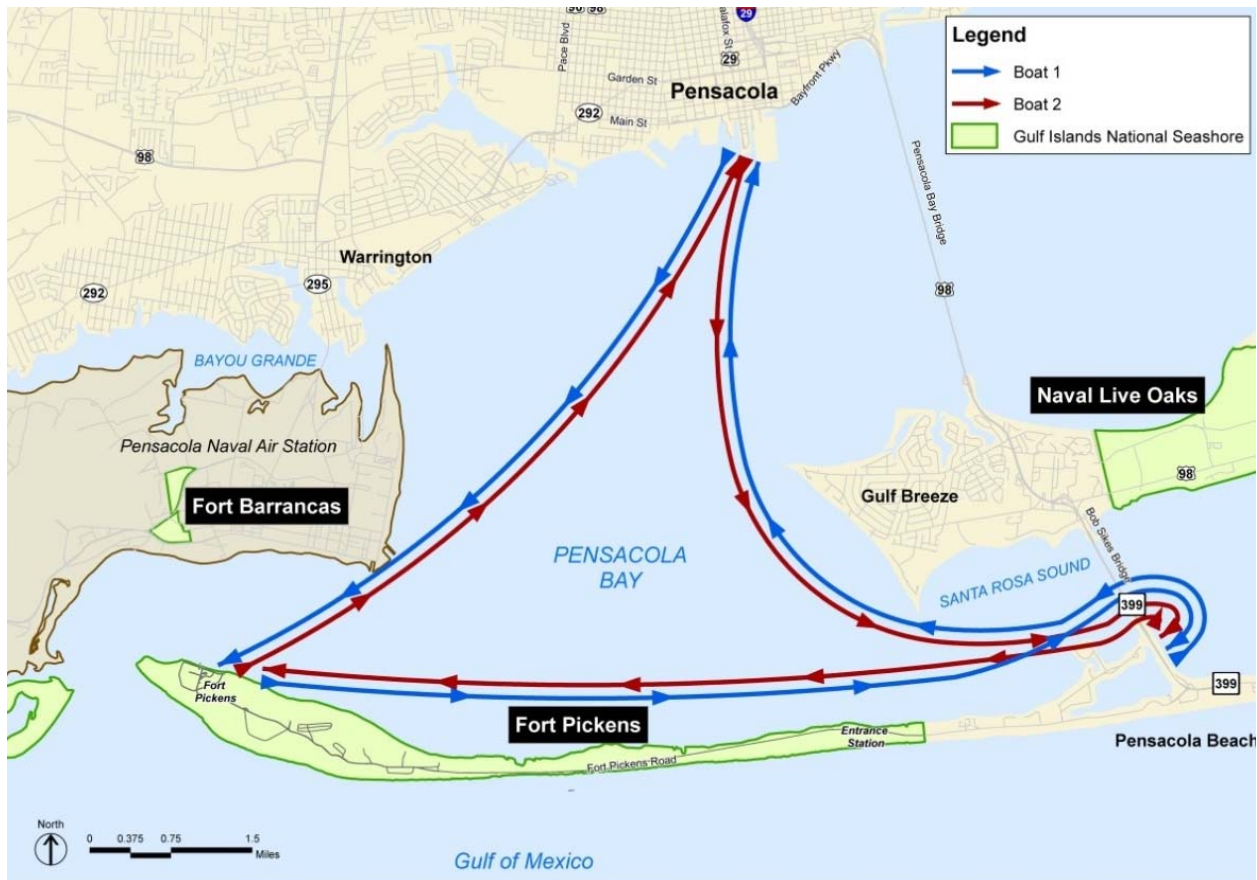 98
Pace Blvd
29
29
Garden St
Pensacola
Bayfront Pkwy
292
Main St
Legend
Boat 1
Boat 2
Gulf Islands National Seashore
98
Pensacola Bay Bridge
Warrington
295
292
98
BAYOU GRANDE
Naval Live Oaks
Pensacola Naval Air Station
98
Fort Barrancas
Gulf Breeze
Bob Sikes Bridge
PENSACOLA
BAY
SANTA ROSA SOUND
399
Fort
Pickens
399
Fort Pickens
Entrance
Station
Pensacola Beach
Fort Pickens Road
North
0 0.375 0.75 1.5
Miles
Gulf of Mexico